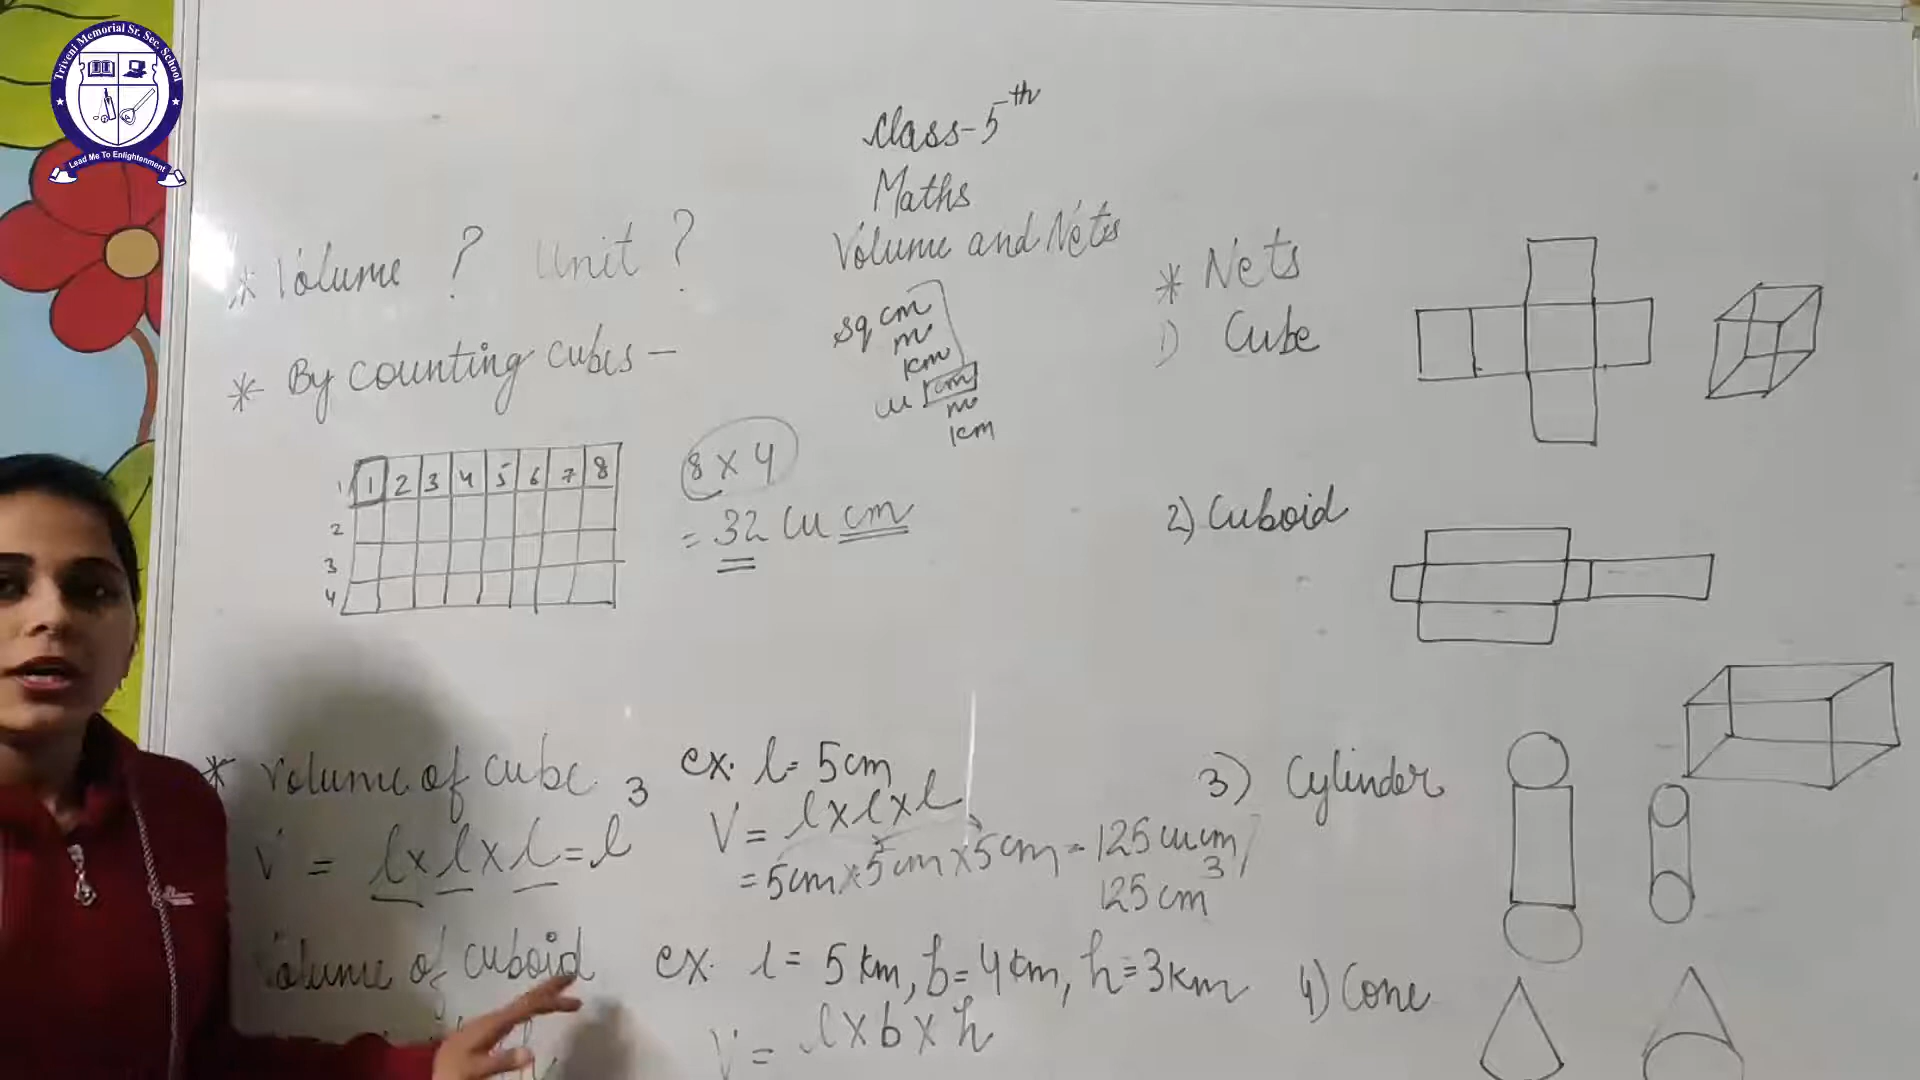 Triveni Memorial Sr. Sec. School
Lead Me To Enlightenment
Class-5th
Maths
Volume and Nets
* Volume ? Unit ?
sq cm
m
km
cu cm
m
km
* By counting cubes -
1 2 3 4 5 6 7 8
1
2
3
4
8 x 4
= 32 cu cm
* Volume of cube
V = l x l x l = l3
ex. l = 5cm
V = l x l x l
= 5cm x 5cm x 5cm = 125 cu cm
125 cm3
Volume of cuboid
ex. l = 5 km, b = 4 km, h = 3 km
V = l x b x h
* Nets
1) Cube
2) Cuboid
3) Cylinder
4) Cone